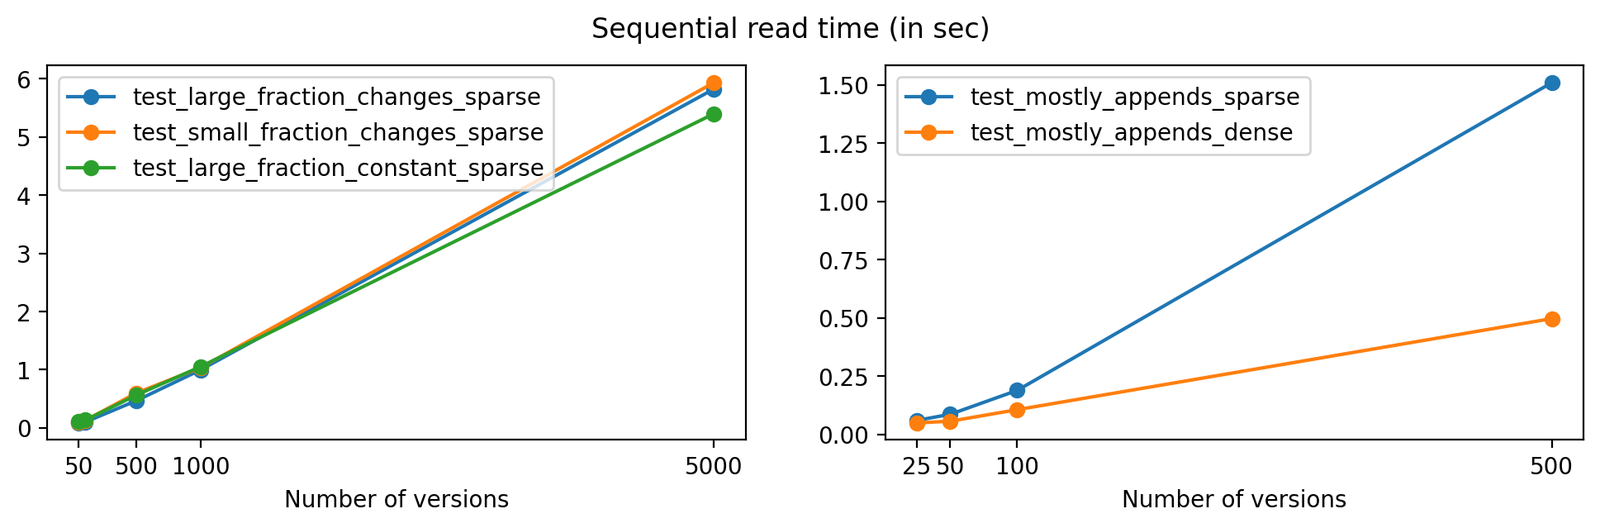 Sequential read time (in sec)
6
5
4
3
2
1
0
test_large_fraction_changes_sparse
test_small_fraction_changes_sparse
test_large_fraction_constant_sparse
50 500 1000 5000
Number of versions
1.50
1.25
1.00
0.75
0.50
0.25
0.00
test_mostly_appends_sparse
test_mostly_appends_dense
25 50 100 500
Number of versions